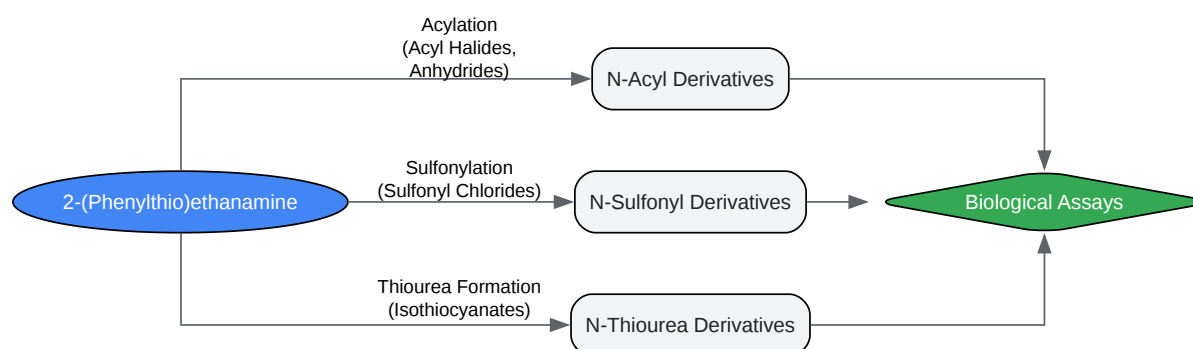 Acylation
(Acyl Halides,
Anhydrides)
N-Acyl Derivatives
Sulfonylation
(Sulfonyl Chlorides)
2-(Phenylthio)ethanamine
N-Sulfonyl Derivatives
Biological Assays
Thiourea Formation
(Isothiocyanates)
N-Thiourea Derivatives